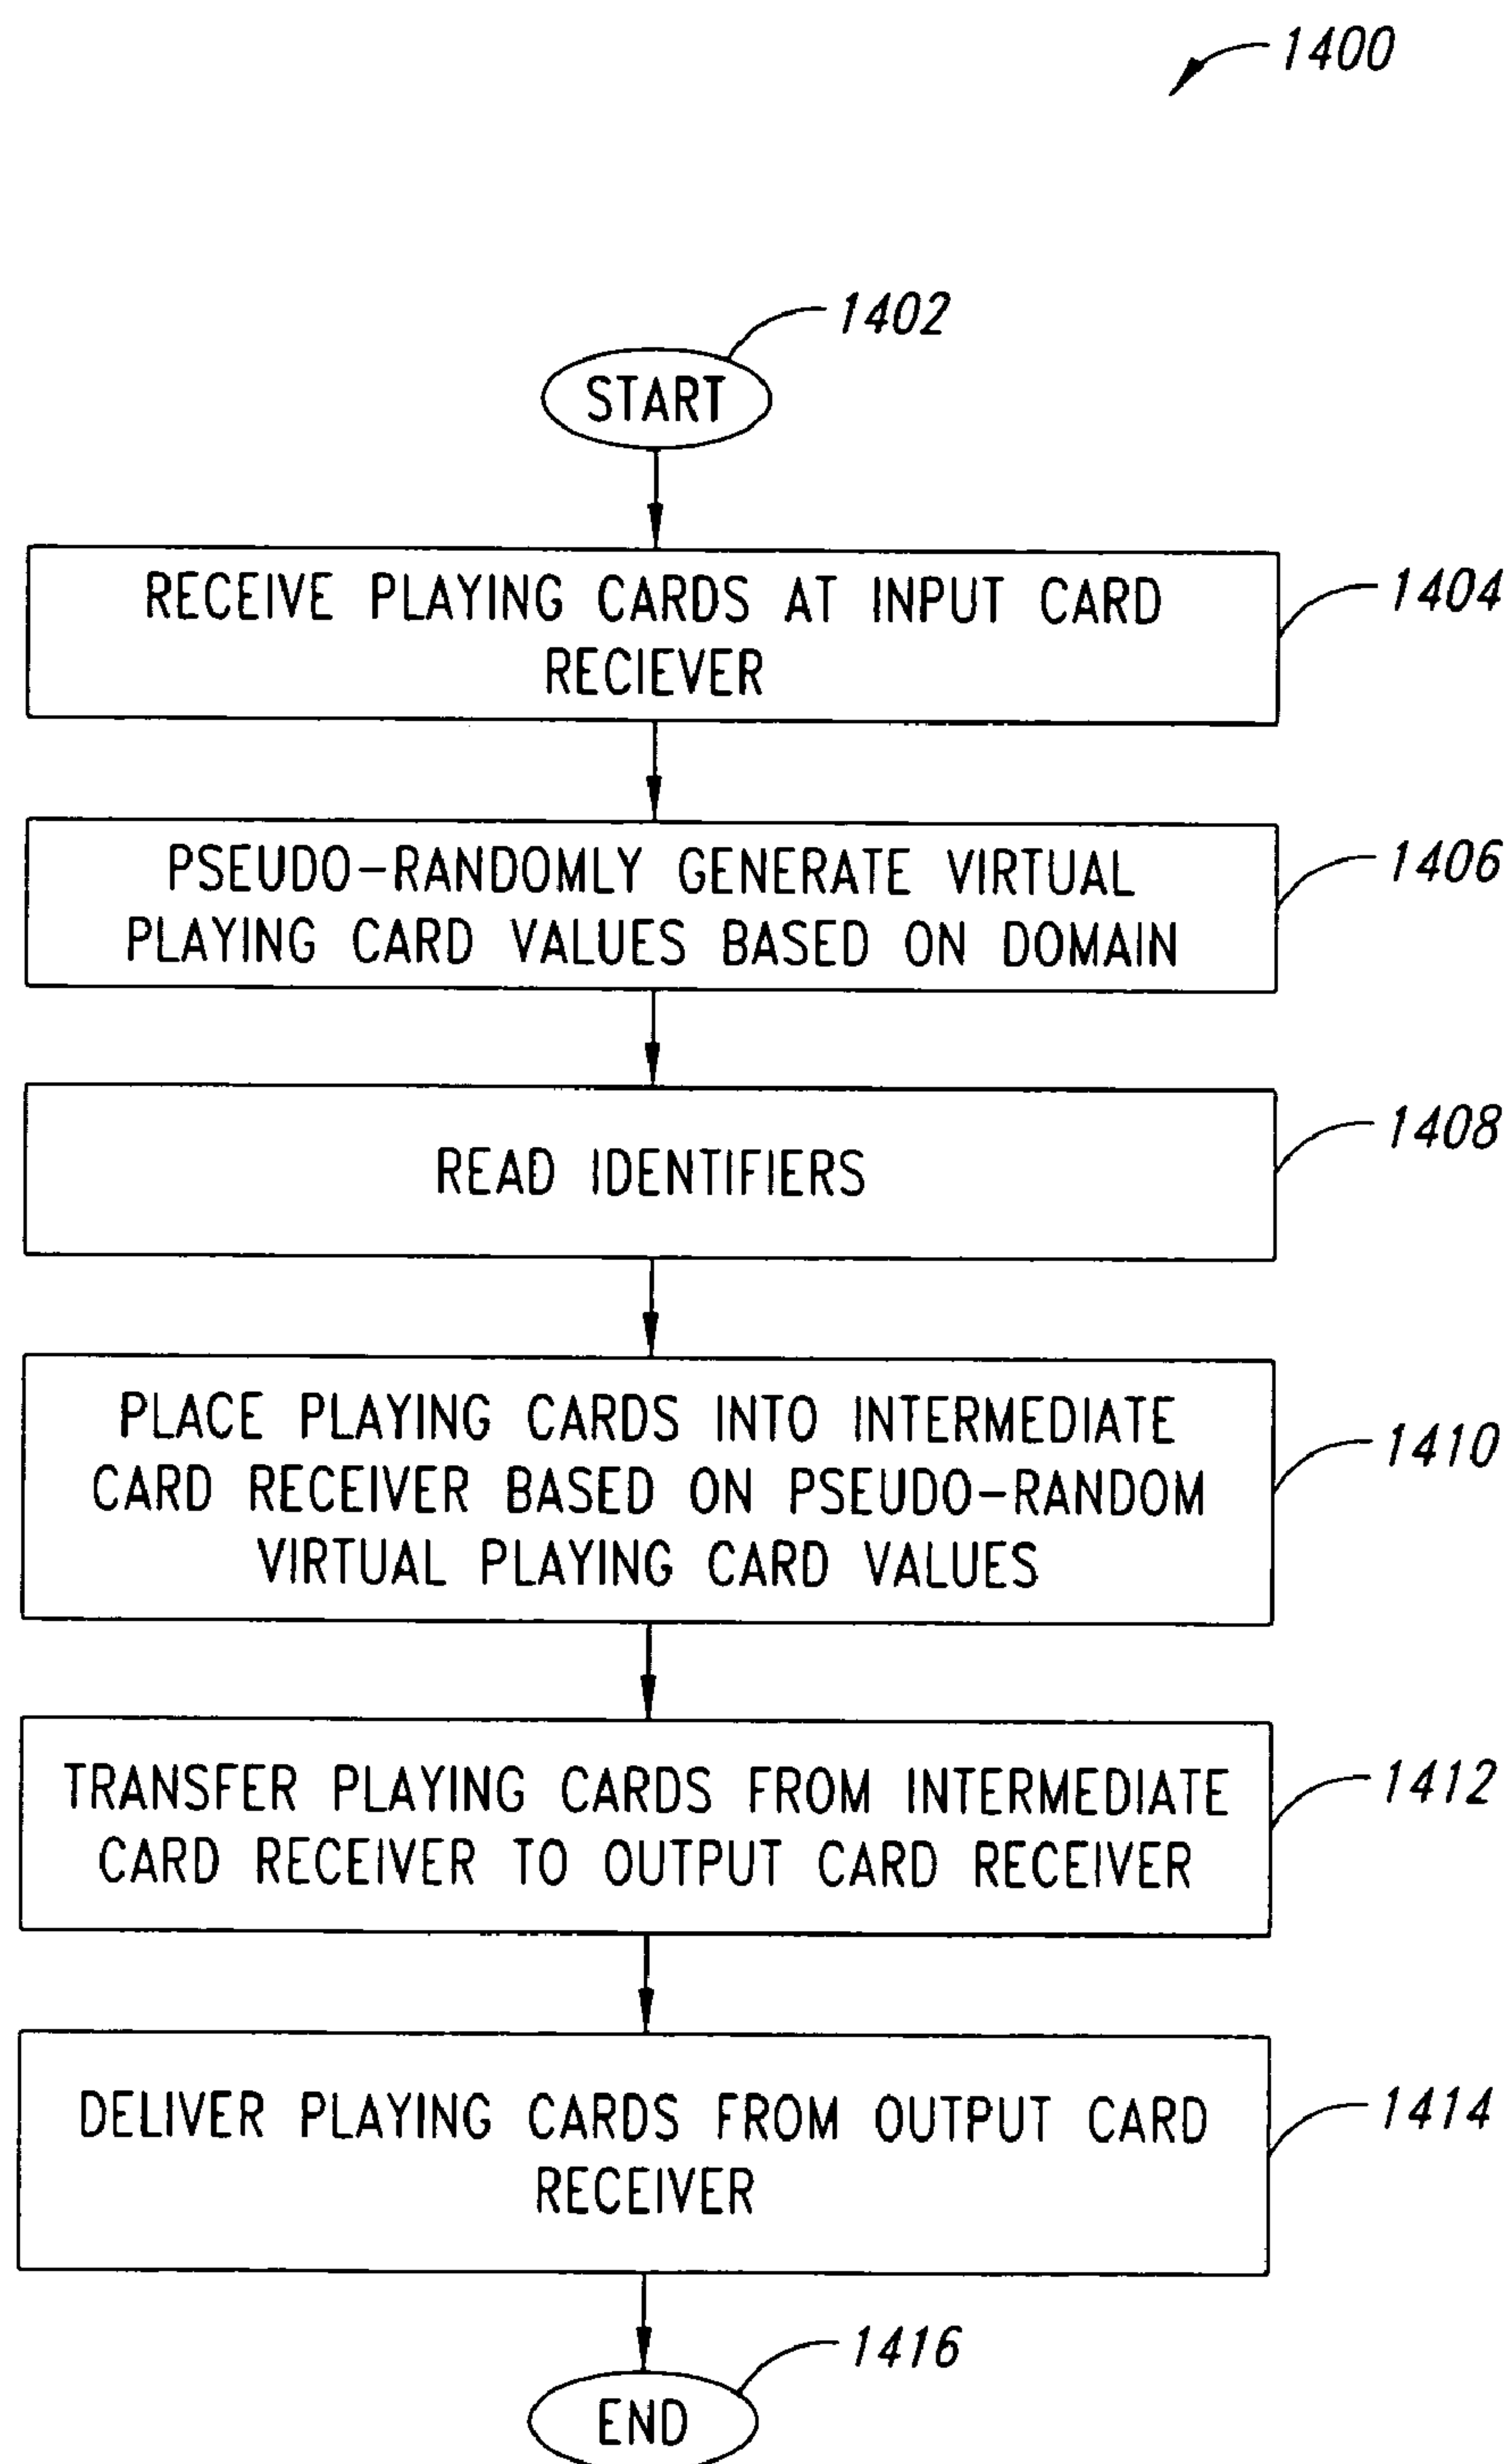 1400
1402
START
RECEIVE PLAYING CARDS AT INPUT CARD
RECIEVER
1404
PSEUDO-RANDOMLY GENERATE VIRTUAL
PLAYING CARD VALUES BASED ON DOMAIN
1406
READ IDENTIFIERS
1408
PLACE PLAYING CARDS INTO INTERMEDIATE
CARD RECEIVER BASED ON PSEUDO-RANDOM
VIRTUAL PLAYING CARD VALUES
1410
TRANSFER PLAYING CARDS FROM INTERMEDIATE
CARD RECEIVER TO OUTPUT CARD RECEIVER
1412
DELIVER PLAYING CARDS FROM OUTPUT CARD
RECEIVER
1414
1416
END